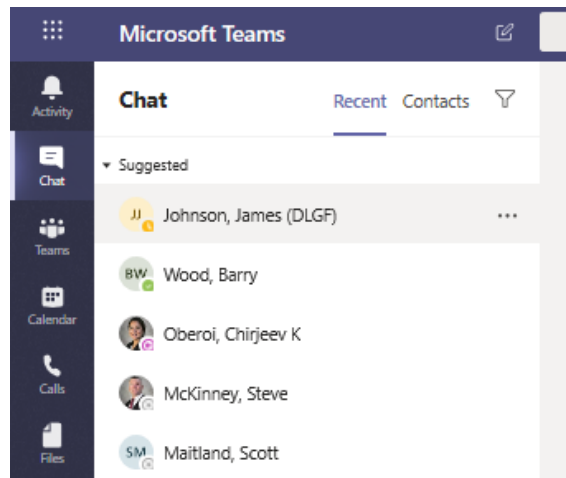 Microsoft Teams
Activity
Chat
Teams
Calendar
Calls
Files
Chat Recent Contacts
Suggested
JJ Johnson, James (DLGF)
BW Wood, Barry
Oberoi, Chirjeev K
McKinney, Steve
SM Maitland, Scott